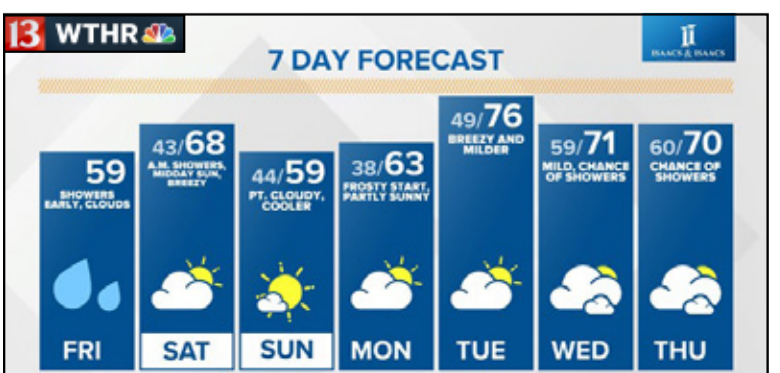 13 WTHR
ISAACS & ISAACS
7 DAY FORECAST
59
SHOWERS
EARLY, CLOUDS
FRI
43/68
A.M. SHOWERS,
MIDDAY SUN,
BREEZY
SAT
44/59
PT. CLOUDY,
COOLER
SUN
38/63
FROSTY START,
PARTLY SUNNY
MON
49/76
BREEZY AND
MILDER
TUE
59/71
MILD, CHANCE
OF SHOWERS
WED
60/70
CHANCE OF
SHOWERS
THU